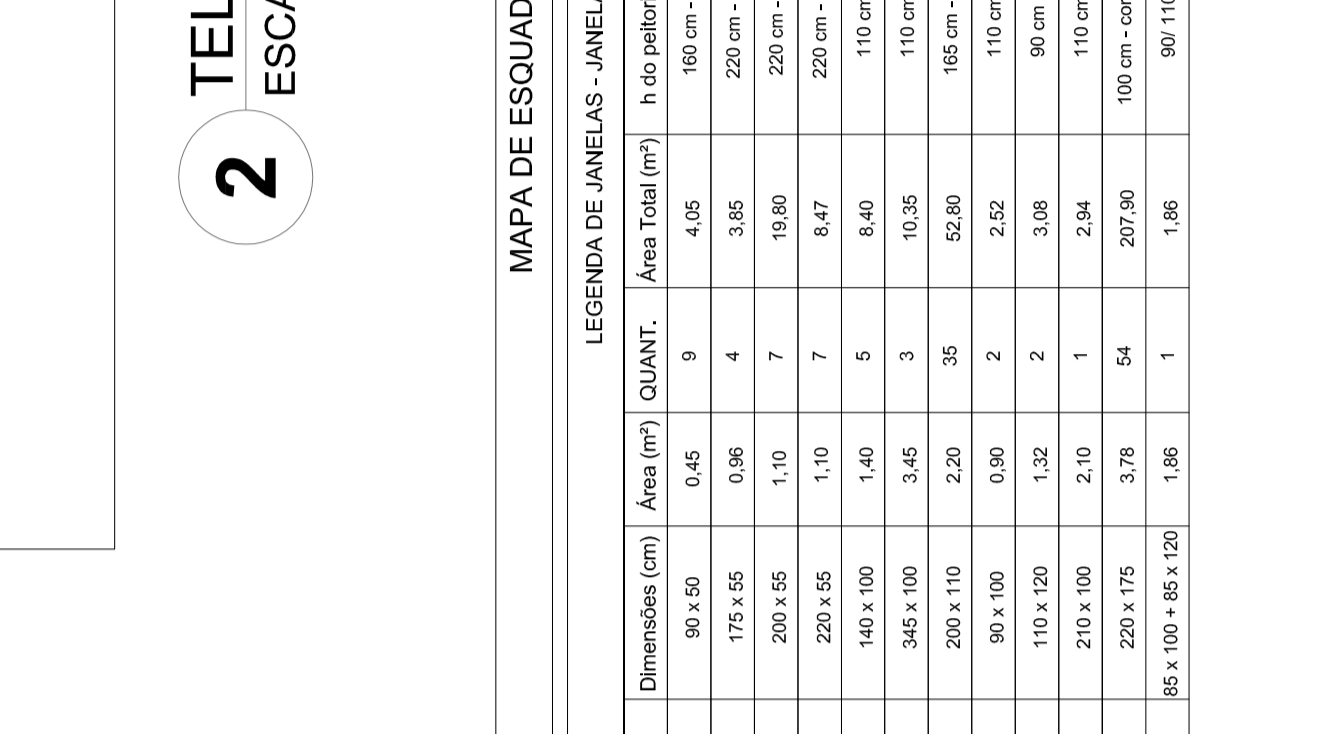 2
TEL
ESCA
MAPA DE ESQUAD
LEGENDA DE JANELAS - JANELA
Dimensões (cm) Área (m²) QUANT. Área Total (m²) h do peitori
90 x 50 0,45 9 4,05 160 cm -
175 x 55 0,96 4 3,85 220 cm -
200 x 55 1,10 7 19,80 220 cm -
220 x 55 1,10 7 8,47 220 cm -
140 x 100 1,40 5 8,40 110 cm
345 x 100 3,45 3 10,35 110 cm
200 x 110 2,20 35 52,80 165 cm -
90 x 100 0,90 2 2,52 110 cm
110 x 120 1,32 2 3,08 90 cm
210 x 100 2,10 1 2,94 110 cm
220 x 175 3,78 54 207,90 100 cm - cor
85 x 100 + 85 x 120 1,86 1 1,86 90/ 110